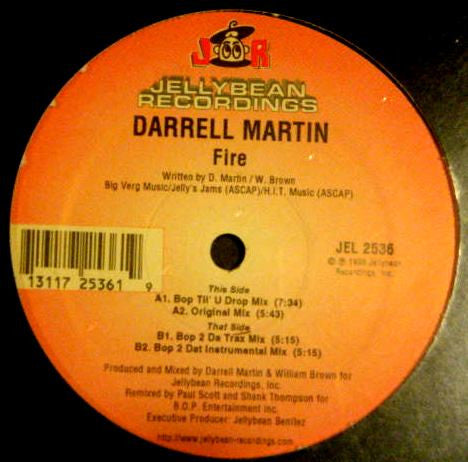 J R
JELLYBEAN
RECORDINGS
DARRELL MARTIN
Fire
Written by D. Martin / W. Brown
Big Verg Music/Jelly's Jams (ASCAP)/H.I.T. Music (ASCAP)
JEL 2536
© ℗ 1998 Jellybean
Recordings, Inc.
13117 25361 9
This Side
A1. Bop Til' U Drop Mix (7:34)
A2. Original Mix (5:43)
That Side
B1. Bop 2 Da Trax Mix (5:15)
B2. Bop 2 Dat Instrumental Mix (5:15)
Produced and Mixed by Darrell Martin & William Brown for
Jellybean Recordings, Inc.
Remixed by Paul Scott and Shank Thompson for
B.O.P. Entertainment Inc.
Executive Producer: Jellybean Benitez
http://www.jellybean-recordings.com